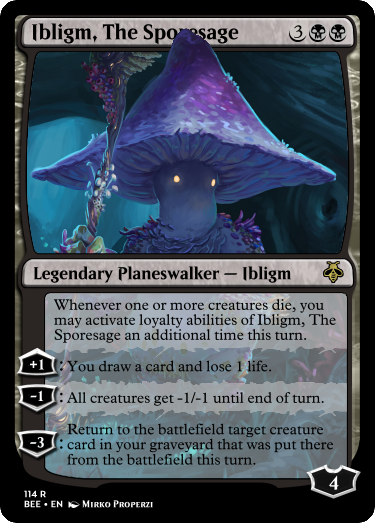 Ibligm, The Sporesage 3
Legendary Planeswalker — Ibligm
Whenever one or more creatures die, you
may activate loyalty abilities of Ibligm, The
Sporesage an additional time this turn.
+1 : You draw a card and lose 1 life.
-1 : All creatures get -1/-1 until end of turn.
Return to the battlefield target creature
-3 : card in your graveyard that was put there
from the battlefield this turn.
4
114 R
BEE • EN Mirko Properzi